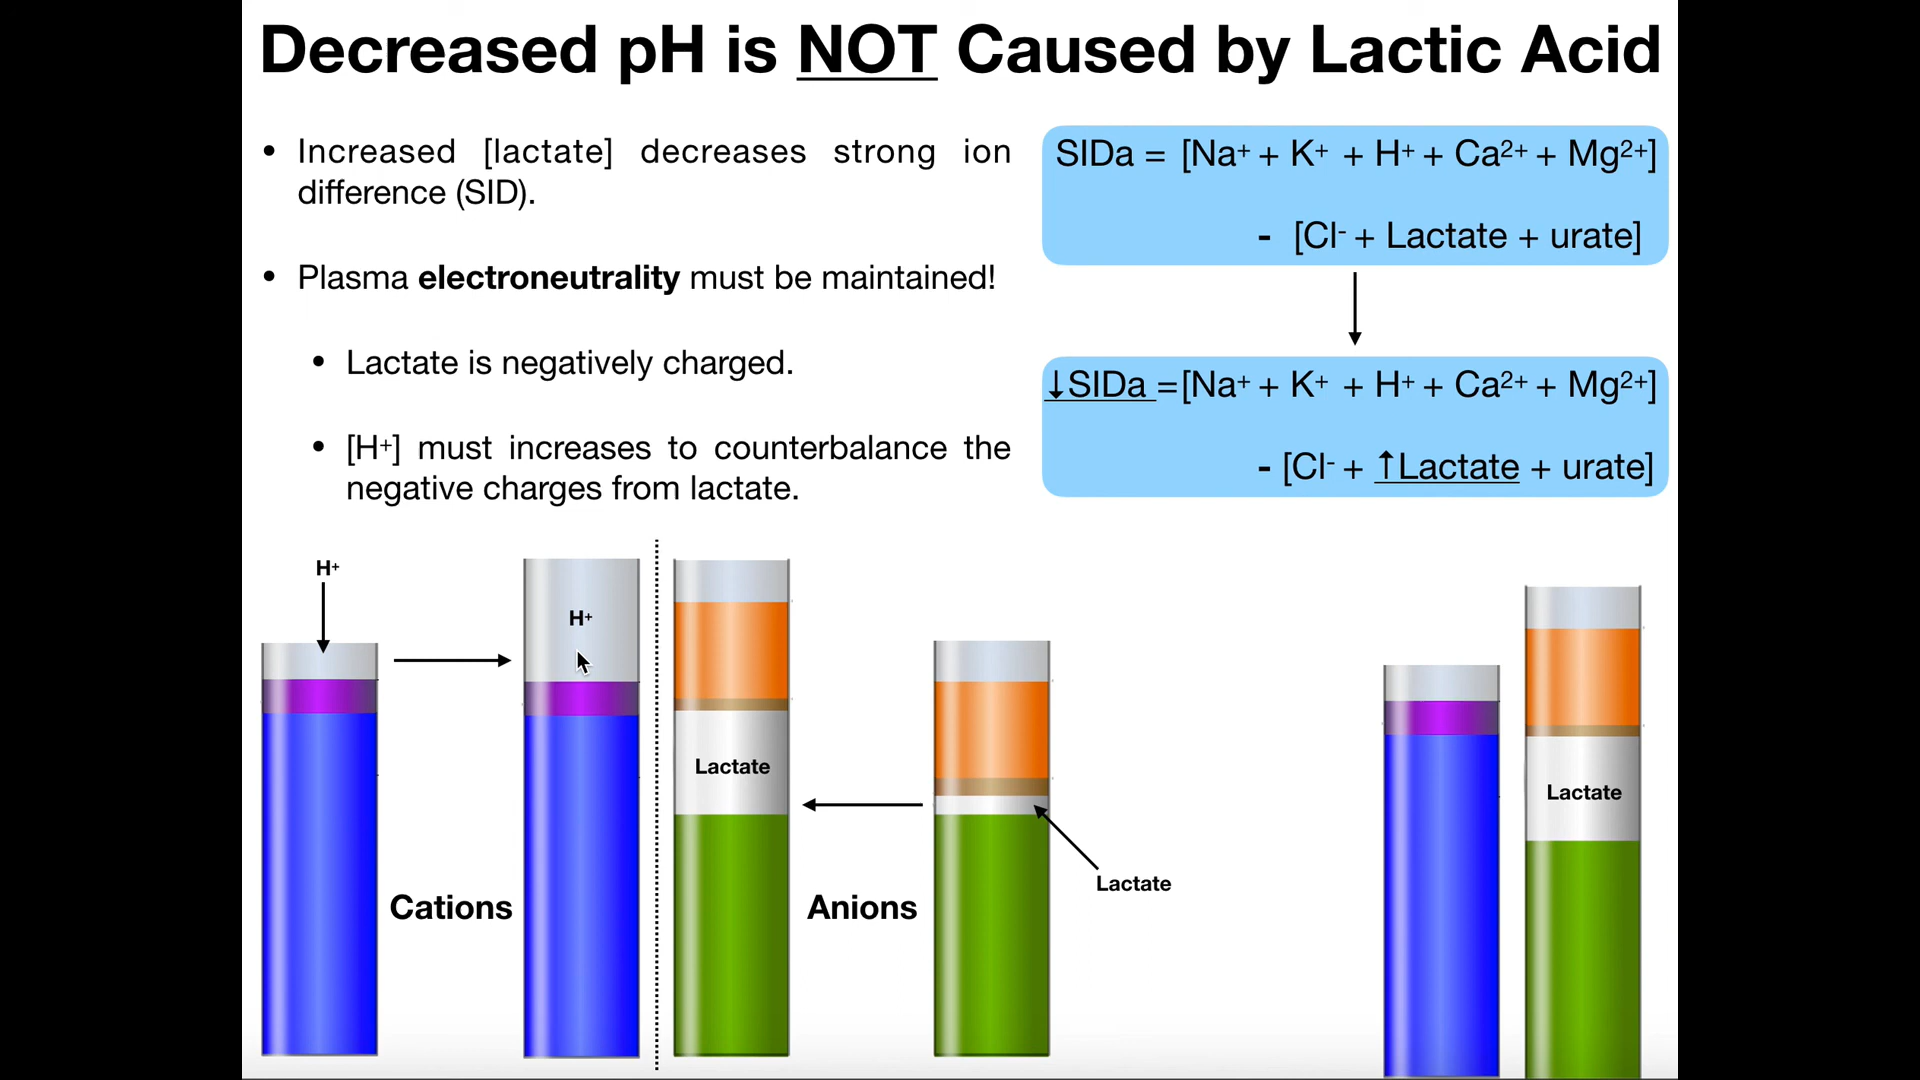 Decreased pH is NOT Caused by Lactic Acid
• Increased [lactate] decreases strong ion
difference (SID).
• Plasma electroneutrality must be maintained!
• Lactate is negatively charged.
• [H⁺] must increases to counterbalance the
negative charges from lactate.
SIDa = [Na⁺ + K⁺ + H⁺ + Ca²⁺ + Mg²⁺]
- [Cl⁻ + Lactate + urate]
↓SIDa =[Na⁺ + K⁺ + H⁺ + Ca²⁺ + Mg²⁺]
- [Cl⁻ + ↑Lactate + urate]
H⁺
H⁺
Lactate
Lactate
Cations
Anions
Lactate